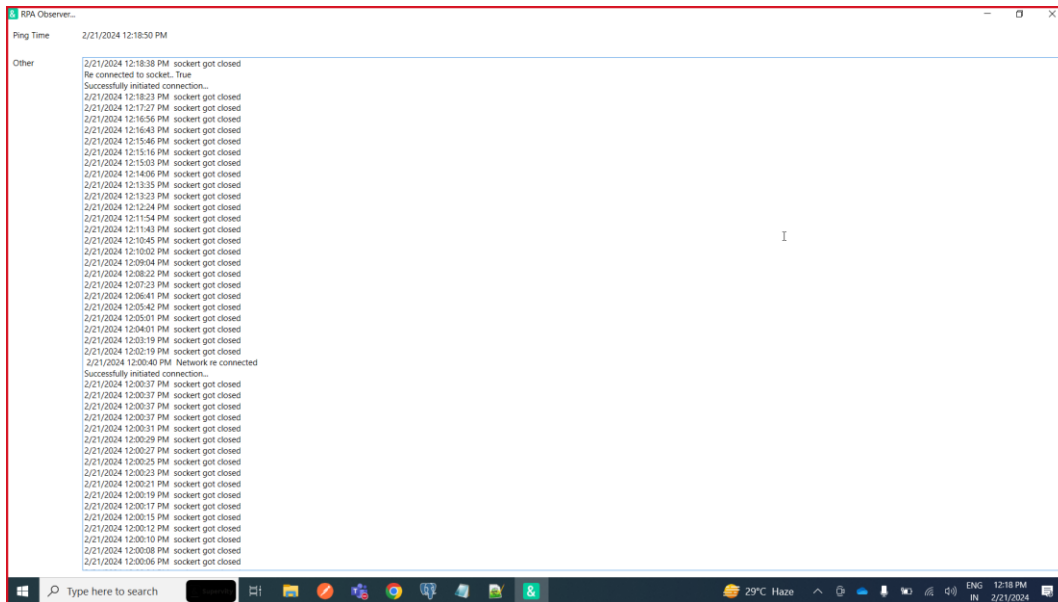 & RPA Observer...
Ping Time 2/21/2024 12:18:50 PM
Other
2/21/2024 12:18:38 PM sockert got closed
Re connected to socket.. True
Successfully initiated connection...
2/21/2024 12:18:23 PM sockert got closed
2/21/2024 12:17:27 PM sockert got closed
2/21/2024 12:16:56 PM sockert got closed
2/21/2024 12:16:43 PM sockert got closed
2/21/2024 12:15:46 PM sockert got closed
2/21/2024 12:15:16 PM sockert got closed
2/21/2024 12:15:03 PM sockert got closed
2/21/2024 12:14:06 PM sockert got closed
2/21/2024 12:13:35 PM sockert got closed
2/21/2024 12:13:23 PM sockert got closed
2/21/2024 12:12:24 PM sockert got closed
2/21/2024 12:11:54 PM sockert got closed
2/21/2024 12:11:43 PM sockert got closed
2/21/2024 12:10:45 PM sockert got closed
2/21/2024 12:10:02 PM sockert got closed
2/21/2024 12:09:04 PM sockert got closed
2/21/2024 12:08:22 PM sockert got closed
2/21/2024 12:07:23 PM sockert got closed
2/21/2024 12:06:41 PM sockert got closed
2/21/2024 12:05:42 PM sockert got closed
2/21/2024 12:05:01 PM sockert got closed
2/21/2024 12:04:01 PM sockert got closed
2/21/2024 12:03:19 PM sockert got closed
2/21/2024 12:02:19 PM sockert got closed
2/21/2024 12:00:40 PM Network re connected
Successfully initiated connection...
2/21/2024 12:00:37 PM sockert got closed
2/21/2024 12:00:37 PM sockert got closed
2/21/2024 12:00:37 PM sockert got closed
2/21/2024 12:00:37 PM sockert got closed
2/21/2024 12:00:31 PM sockert got closed
2/21/2024 12:00:29 PM sockert got closed
2/21/2024 12:00:27 PM sockert got closed
2/21/2024 12:00:25 PM sockert got closed
2/21/2024 12:00:23 PM sockert got closed
2/21/2024 12:00:21 PM sockert got closed
2/21/2024 12:00:19 PM sockert got closed
2/21/2024 12:00:17 PM sockert got closed
2/21/2024 12:00:15 PM sockert got closed
2/21/2024 12:00:12 PM sockert got closed
2/21/2024 12:00:10 PM sockert got closed
2/21/2024 12:00:08 PM sockert got closed
2/21/2024 12:00:06 PM sockert got closed
Type here to search
&
29°C Haze
ENG
IN
12:18 PM
2/21/2024